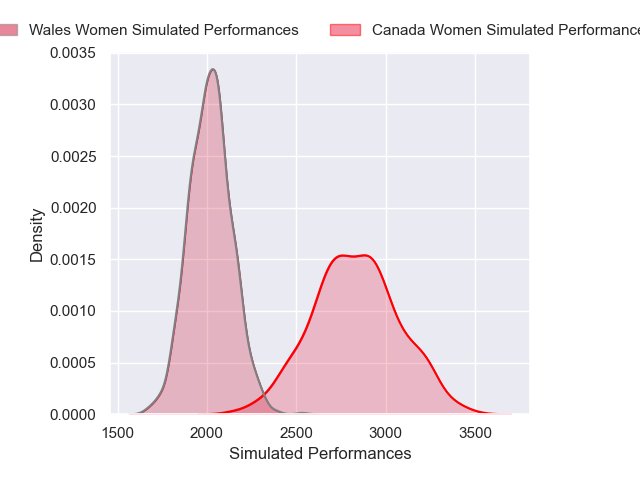 Wales Women Simulated Performances
Canada Women Simulated Performance
0.0035
0.0030
0.0025
0.0020
0.0015
0.0010
0.0005
0.0000
Density
1500 2000 2500 3000 3500
Simulated Performances